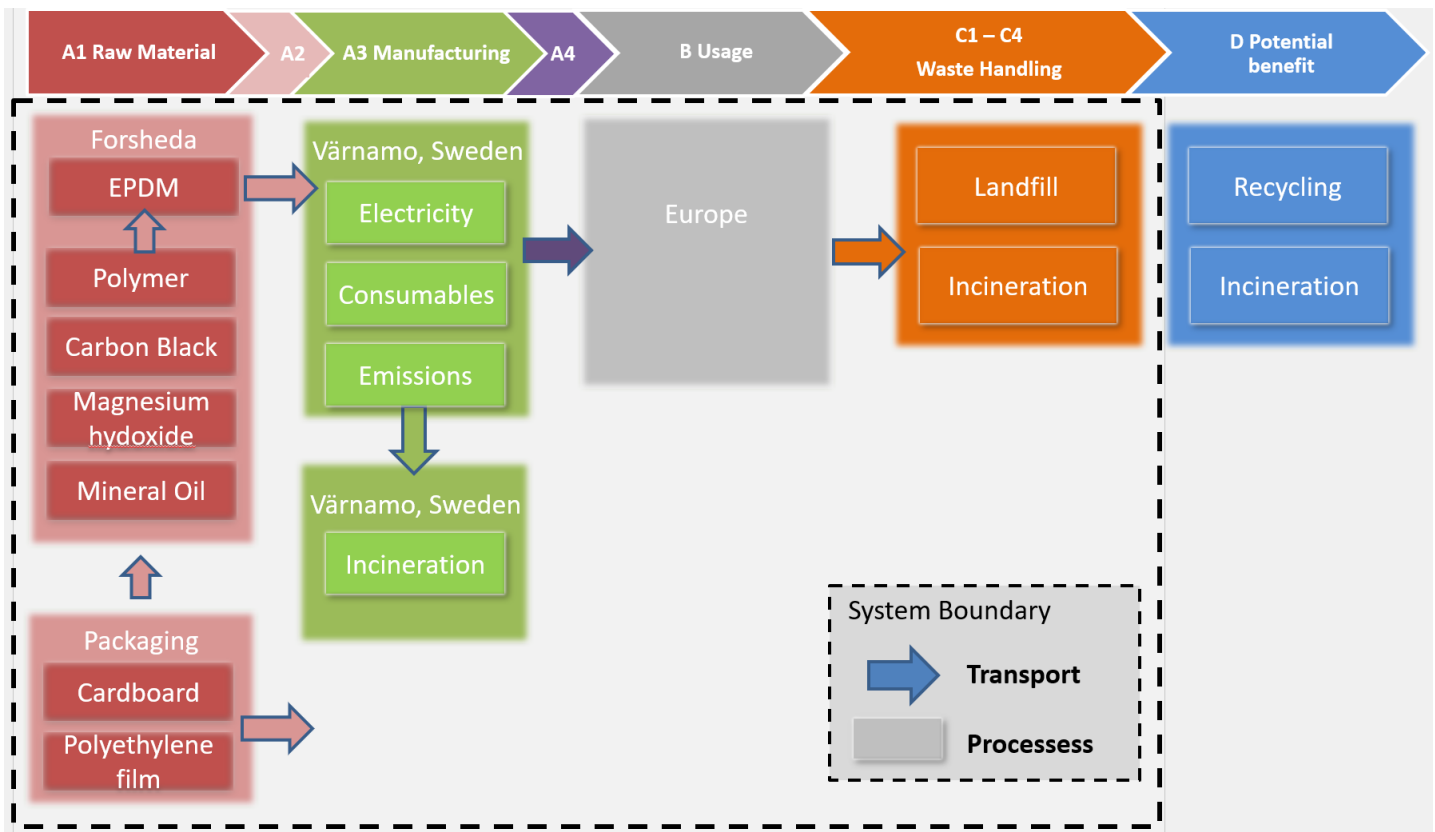 A1 Raw Material
A2
A3 Manufacturing
A4
B Usage
C1 – C4
Waste Handling
D Potential
benefit
Forsheda
EPDM
Polymer
Carbon Black
Magnesium
hydoxide
Mineral Oil
Packaging
Cardboard
Polyethylene
film
Värnamo, Sweden
Electricity
Consumables
Emissions
Värnamo, Sweden
Incineration
Europe
Landfill
Incineration
Recycling
Incineration
System Boundary
Transport
Processess